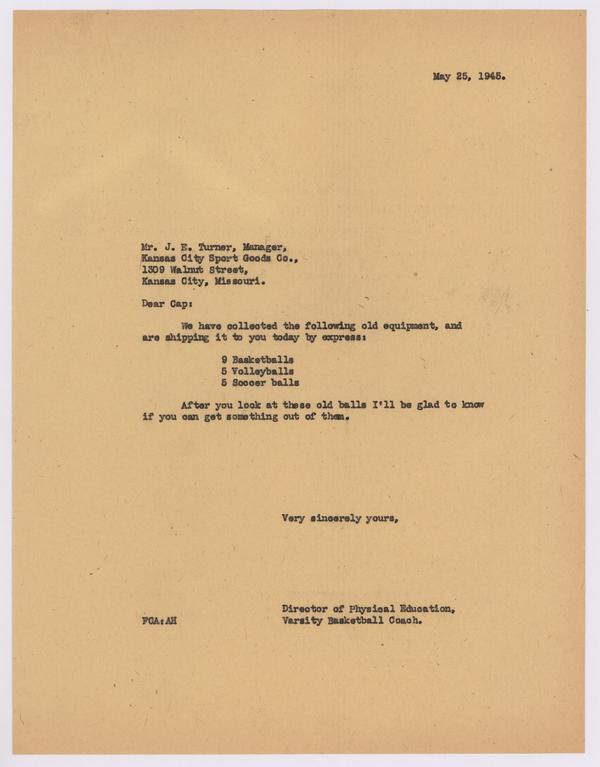 May 25, 1945.
Mr. J. E. Turner, Manager,
Kansas City Sport Goods Co.,
1309 Walnut Street,
Kansas City, Missouri.
Dear Cap:
We have collected the following old equipment, and
are shipping it to you today by express:
9 Basketballs
5 Volleyballs
5 Soccer balls
After you look at these old balls I'll be glad to know
if you can get something out of them.
Very sincerely yours,
Director of Physical Education,
FCA:AH Varsity Basketball Coach.